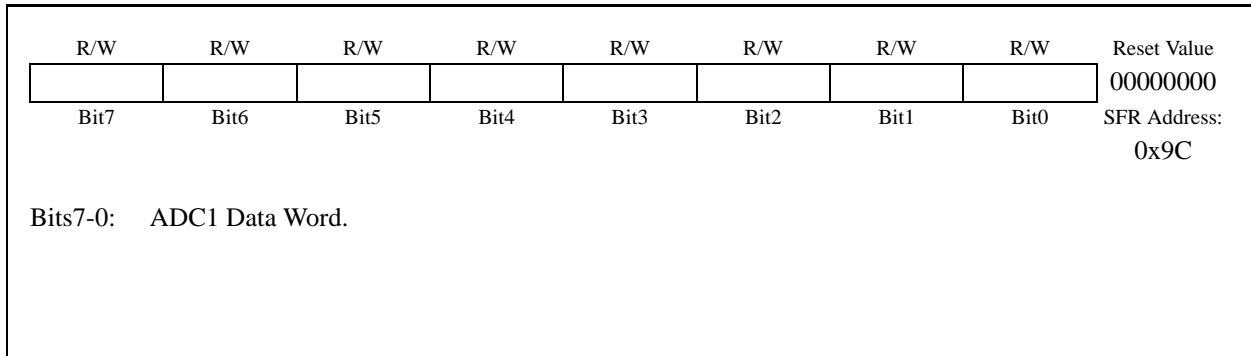 R/W R/W R/W R/W R/W R/W R/W R/W Reset Value
00000000
Bit7 Bit6 Bit5 Bit4 Bit3 Bit2 Bit1 Bit0 SFR Address:
0x9C
Bits7-0: ADC1 Data Word.